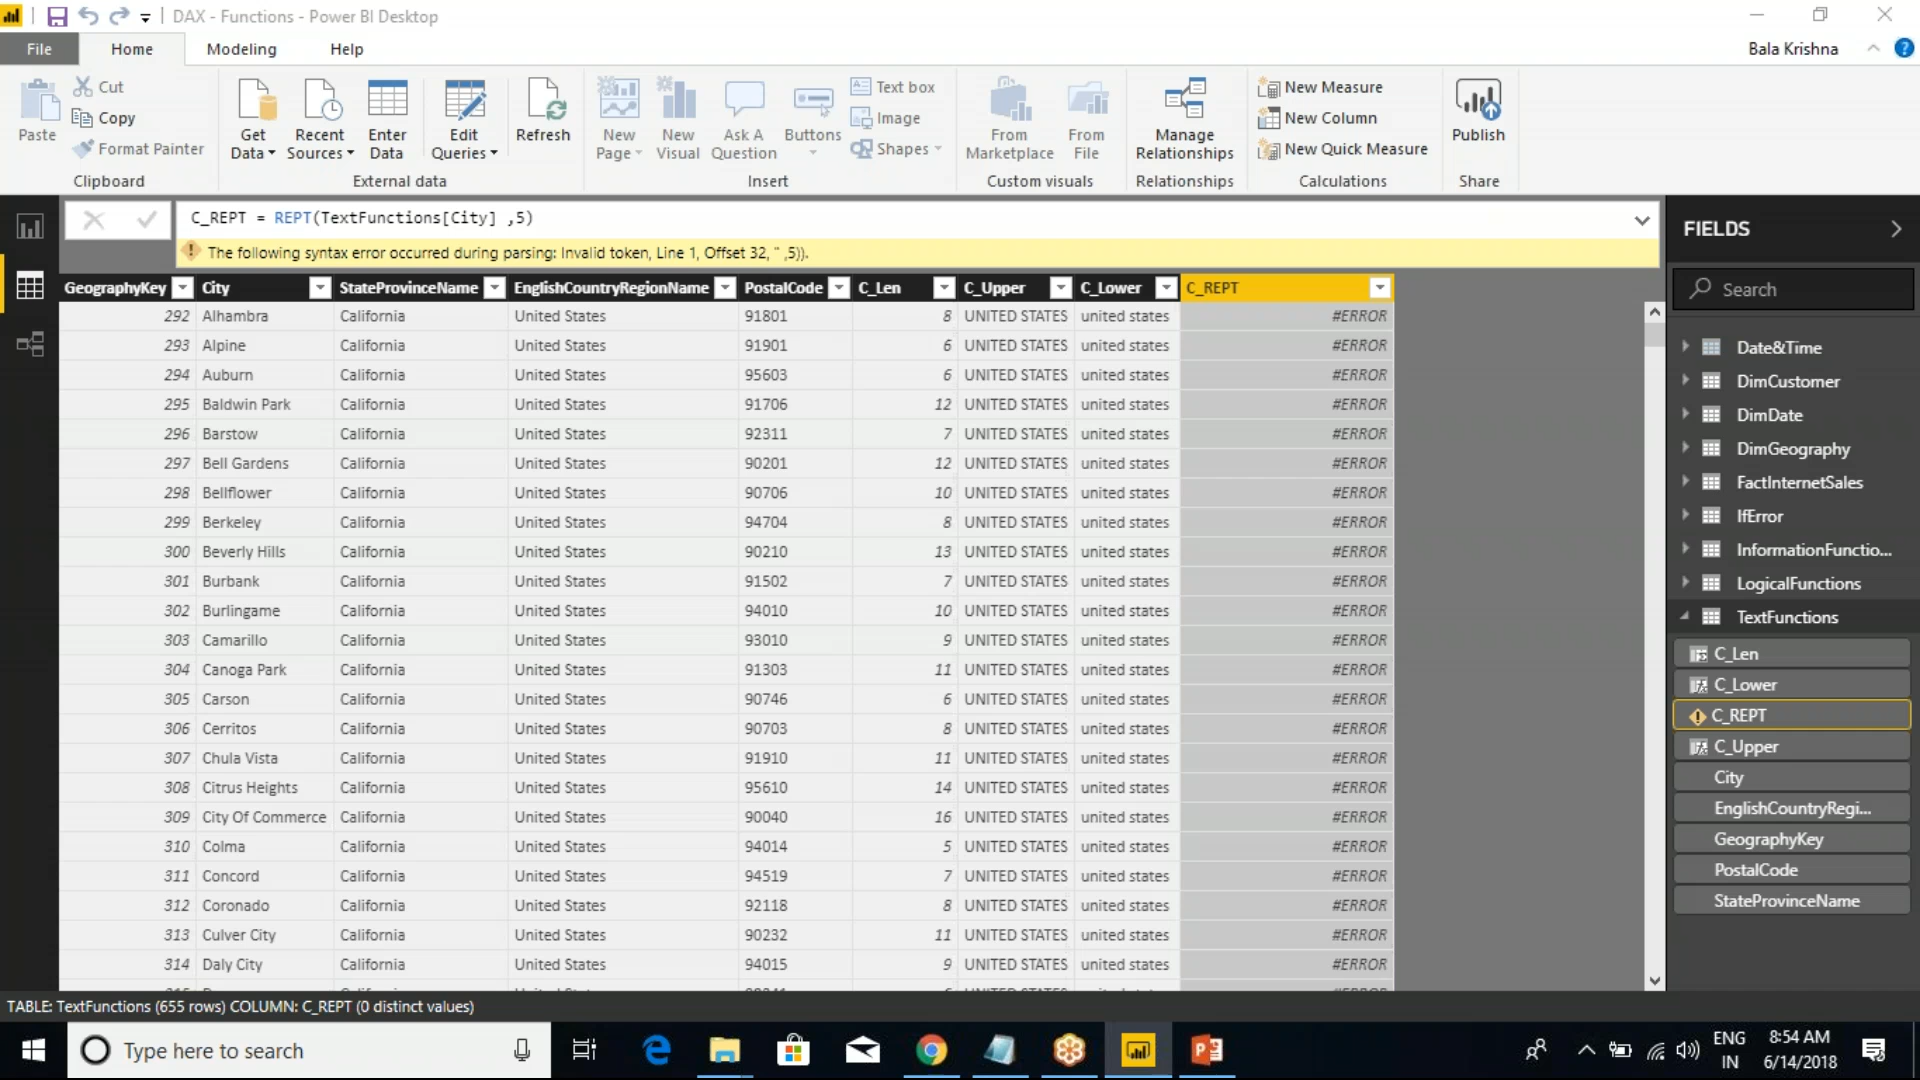 DAX - Functions - Power BI Desktop
File Home Modeling Help Bala Krishna
Paste Cut Copy Format Painter Clipboard
Get Data Recent Sources Enter Data Edit Queries Refresh External data
New Page New Visual Ask A Question Buttons Text box Image Shapes Insert
From Marketplace From File Custom visuals
Manage Relationships Relationships
New Measure New Column New Quick Measure Calculations
Publish Share
C_REPT = REPT(TextFunctions[City] ,5)
The following syntax error occurred during parsing: Invalid token, Line 1, Offset 32, " ,5)).
GeographyKey City StateProvinceName EnglishCountryRegionName PostalCode C_Len C_Upper C_Lower C_REPT
292 Alhambra California United States 91801 8 UNITED STATES united states #ERROR
293 Alpine California United States 91901 6 UNITED STATES united states #ERROR
294 Auburn California United States 95603 6 UNITED STATES united states #ERROR
295 Baldwin Park California United States 91706 12 UNITED STATES united states #ERROR
296 Barstow California United States 92311 7 UNITED STATES united states #ERROR
297 Bell Gardens California United States 90201 12 UNITED STATES united states #ERROR
298 Bellflower California United States 90706 10 UNITED STATES united states #ERROR
299 Berkeley California United States 94704 8 UNITED STATES united states #ERROR
300 Beverly Hills California United States 90210 13 UNITED STATES united states #ERROR
301 Burbank California United States 91502 7 UNITED STATES united states #ERROR
302 Burlingame California United States 94010 10 UNITED STATES united states #ERROR
303 Camarillo California United States 93010 9 UNITED STATES united states #ERROR
304 Canoga Park California United States 91303 11 UNITED STATES united states #ERROR
305 Carson California United States 90746 6 UNITED STATES united states #ERROR
306 Cerritos California United States 90703 8 UNITED STATES united states #ERROR
307 Chula Vista California United States 91910 11 UNITED STATES united states #ERROR
308 Citrus Heights California United States 95610 14 UNITED STATES united states #ERROR
309 City Of Commerce California United States 90040 16 UNITED STATES united states #ERROR
310 Colma California United States 94014 5 UNITED STATES united states #ERROR
311 Concord California United States 94519 7 UNITED STATES united states #ERROR
312 Coronado California United States 92118 8 UNITED STATES united states #ERROR
313 Culver City California United States 90232 11 UNITED STATES united states #ERROR
314 Daly City California United States 94015 9 UNITED STATES united states #ERROR
FIELDS
Search
Date&Time
DimCustomer
DimDate
DimGeography
FactInternetSales
IfError
InformationFunctio...
LogicalFunctions
TextFunctions
C_Len
C_Lower
C_REPT
C_Upper
City
EnglishCountryRegi...
GeographyKey
PostalCode
StateProvinceName
TABLE: TextFunctions (655 rows) COLUMN: C_REPT (0 distinct values)
Type here to search
ENG 8:54 AM
IN 6/14/2018